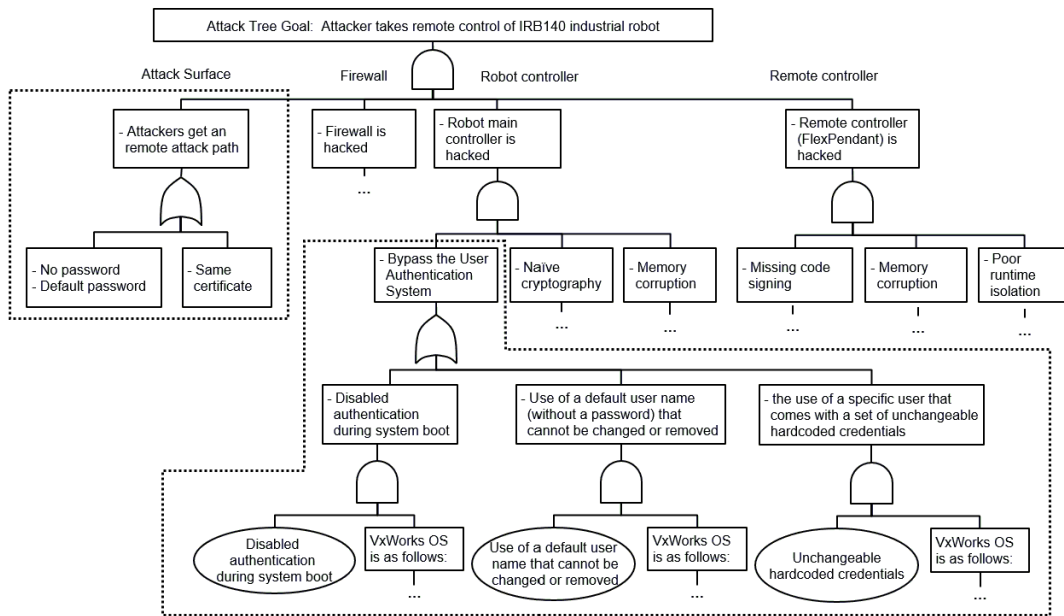 Attack Tree Goal:  Attacker takes remote control of IRB140 industrial robot
Attack Surface
Firewall
Robot controller
Remote controller
- Attackers get an
remote attack path
- Firewall is
hacked
...
- Robot main
controller is
hacked
- Remote controller
(FlexPendant) is
hacked
- No password
- Default password
- Same
certificate
- Bypass the User
Authentication
System
- Naïve
cryptography
...
- Memory
corruption
...
- Missing code
signing
...
- Memory
corruption
...
- Poor
runtime
isolation
...
- Disabled
authentication
during system boot
- Use of a default user name
(without a password) that
cannot be changed or removed
- the use of a specific user that
comes with a set of unchangeable
hardcoded credentials
Disabled
authentication
during system boot
VxWorks OS
is as follows:
...
Use of a default user
name that cannot be
changed or removed
VxWorks OS
is as follows:
...
Unchangeable
hardcoded credentials
VxWorks OS
is as follows:
...